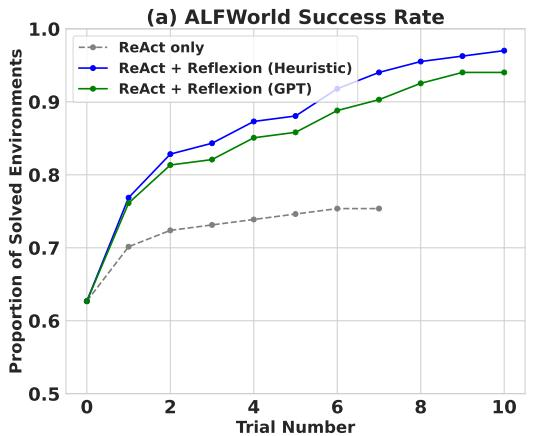 (a) ALFWorld Success Rate
1.0
0.9
0.8
0.7
0.6
0.5
Proportion of Solved Environments
ReAct only
ReAct + Reflexion (Heuristic)
ReAct + Reflexion (GPT)
0 2 4 6 8 10
Trial Number